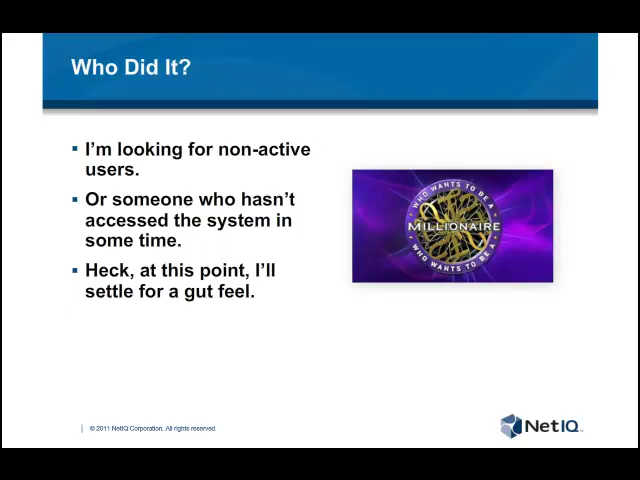 Who Did It?
I'm looking for non-active
users.
Or someone who hasn't
accessed the system in
some time.
Heck, at this point, I'll
settle for a gut feel.
WHO WANTS TO BE A
MILLIONAIRE
WHO WANTS TO BE A
© 2011 NetIQ Corporation. All rights reserved.
NetIQ